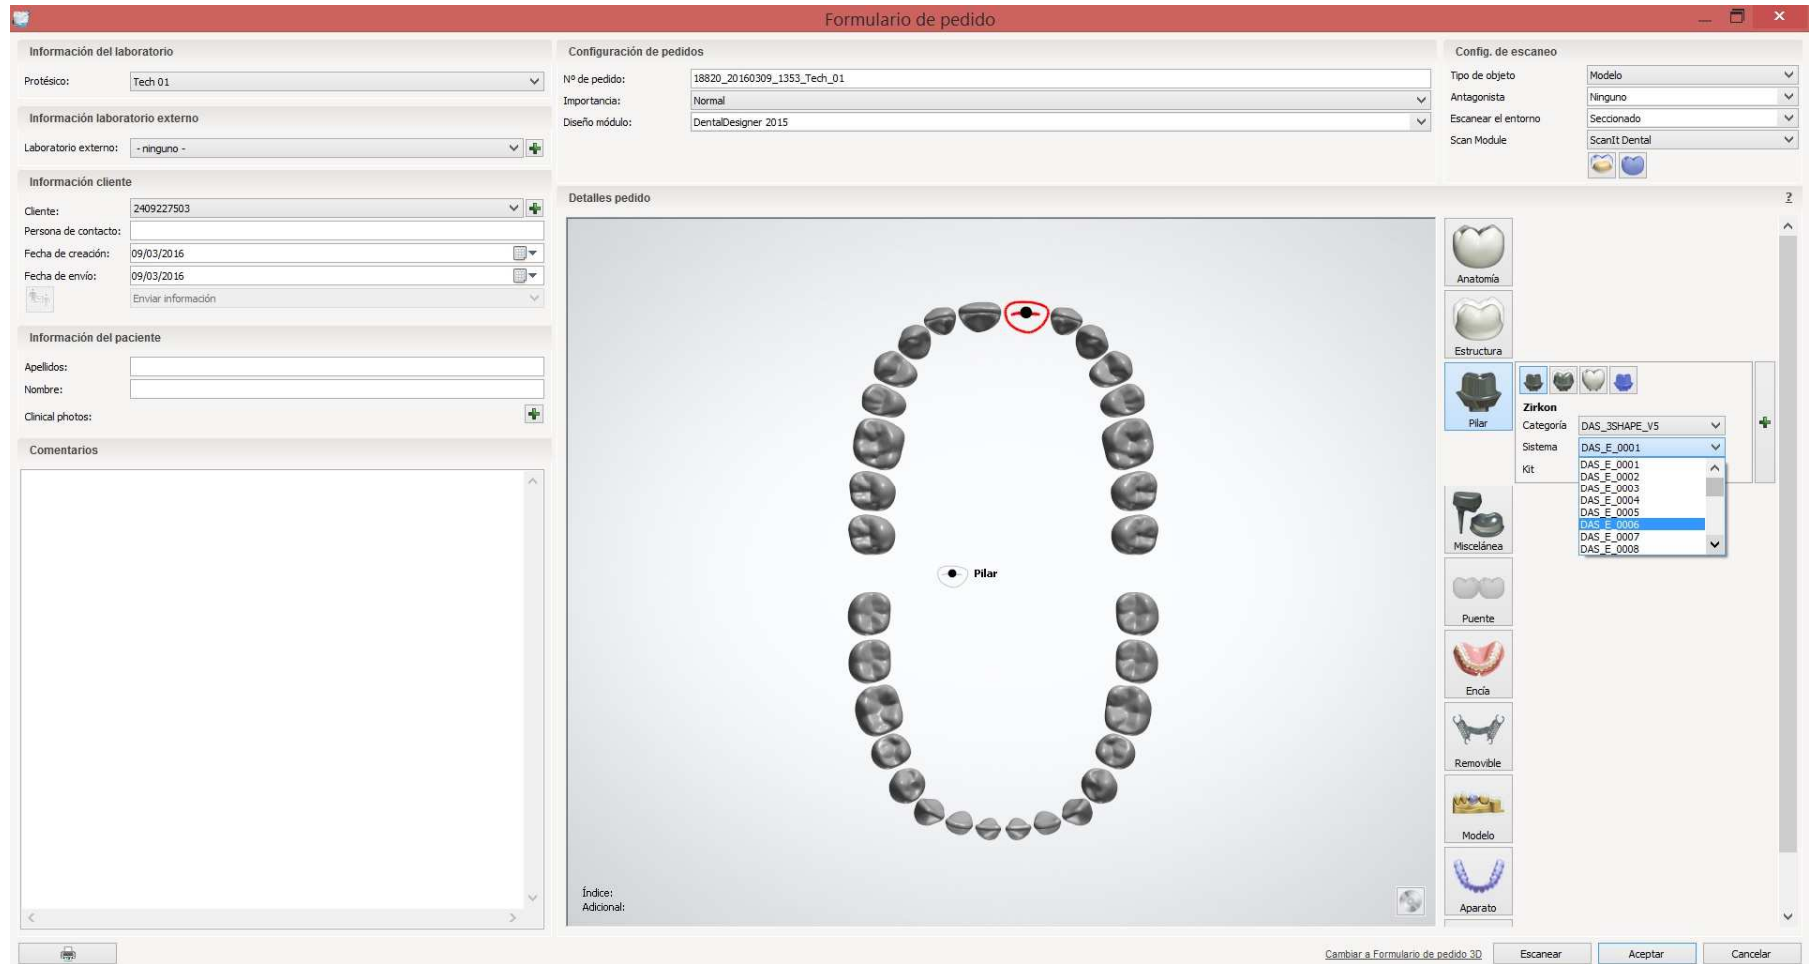 Formulario de pedido
Información del laboratorio
Protésico: Tech 01
Información laboratorio externo
Laboratorio externo: - ninguno -
Información cliente
Cliente: 2409227503
Persona de contacto:
Fecha de creación: 09/03/2016
Fecha de envío: 09/03/2016
Enviar información
Información del paciente
Apellidos:
Nombre:
Clinical photos:
Comentarios
Configuración de pedidos
Nº de pedido: 18820_20160309_1353_Tech_01
Importancia: Normal
Diseño módulo: DentalDesigner 2015
Config. de escaneo
Tipo de objeto Modelo
Antagonista Ninguno
Escanear el entorno Seccionado
Scan Module ScanIt Dental
Detalles pedido ?
Pilar
Índice:
Adicional:
Anatomía
Estructura
Pilar
Zirkon
Categoría DAS_3SHAPE_V5
Sistema DAS_E_0001
Kit
DAS_E_0001
DAS_E_0002
DAS_E_0003
DAS_E_0004
DAS_E_0005
DAS_E_0006
DAS_E_0007
DAS_E_0008
Miscelánea
Puente
Encía
Removible
Modelo
Aparato
Cambiar a Formulario de pedido 3D
Escanear
Aceptar
Cancelar